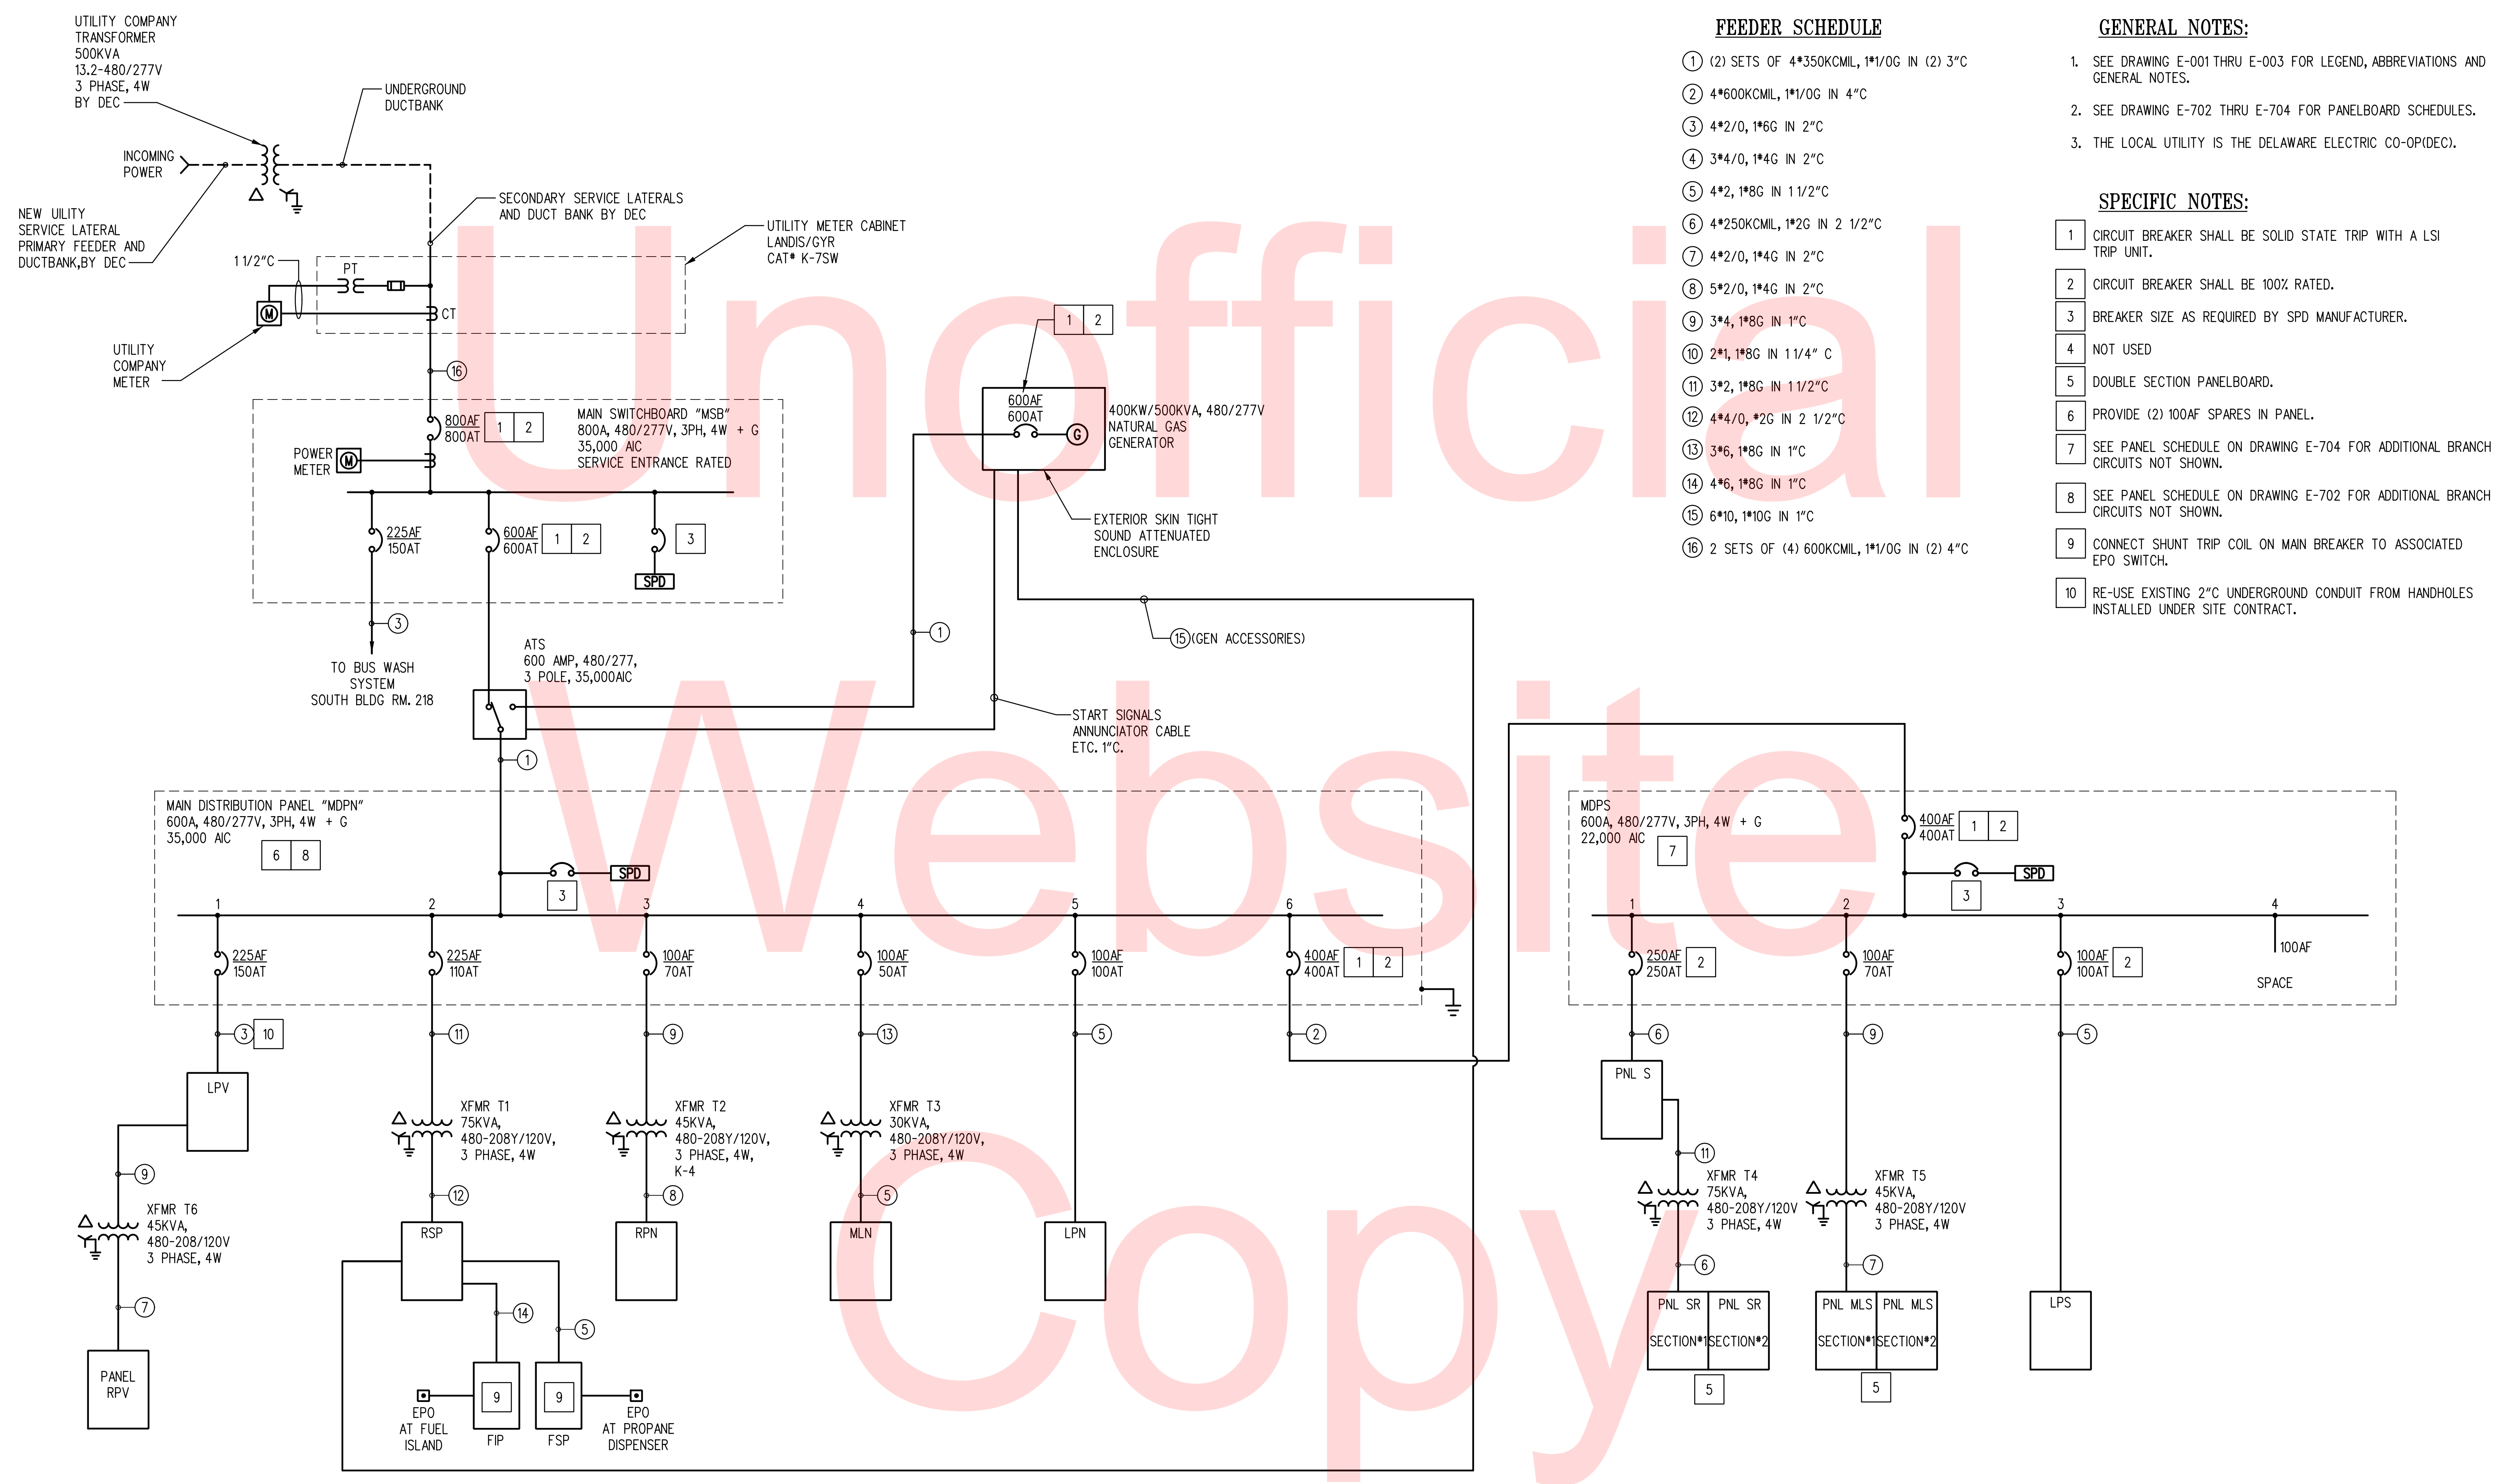 UTILITY COMPANY
TRANSFORMER
500KVA
13.2-480/277V
3 PHASE, 4W
BY DEC
UNDERGROUND
DUCTBANK
INCOMING
POWER
NEW UILITY
SERVICE LATERAL
PRIMARY FEEDER AND
DUCTBANK,BY DEC
SECONDARY SERVICE LATERALS
AND DUCT BANK BY DEC
UTILITY METER CABINET
LANDIS/GYR
CAT# K-7SW
1 1/2"C
PT
CT
M
UTILITY
COMPANY
METER
16
800AF
800AT
1 2
MAIN SWITCHBOARD "MSB"
800A, 480/277V, 3PH, 4W + G
35,000 AIC
SERVICE ENTRANCE RATED
POWER
METER
M
225AF
150AT
600AF
600AT
1 2
3
SPD
3
TO BUS WASH
SYSTEM
SOUTH BLDG RM. 218
ATS
600 AMP, 480/277,
3 POLE, 35,000AIC
1
1 2
600AF
600AT
G
400KW/500KVA, 480/277V
NATURAL GAS
GENERATOR
EXTERIOR SKIN TIGHT
SOUND ATTENUATED
ENCLOSURE
1
15 (GEN ACCESSORIES)
START SIGNALS
ANNUNCIATOR CABLE
ETC. 1"C.
FEEDER SCHEDULE
1 (2) SETS OF 4#350KCMIL, 1#1/0G IN (2) 3"C
2 4#600KCMIL, 1#1/0G IN 4"C
3 4#2/0, 1#6G IN 2"C
4 3#4/0, 1#4G IN 2"C
5 4#2, 1#8G IN 1 1/2"C
6 4#250KCMIL, 1#2G IN 2 1/2"C
7 4#2/0, 1#4G IN 2"C
8 5#2/0, 1#4G IN 2"C
9 3#4, 1#8G IN 1"C
10 2#1, 1#8G IN 1 1/4" C
11 3#2, 1#8G IN 1 1/2"C
12 4#4/0, #2G IN 2 1/2"C
13 3#6, 1#8G IN 1"C
14 4#6, 1#8G IN 1"C
15 6#10, 1#10G IN 1"C
16 2 SETS OF (4) 600KCMIL, 1#1/0G IN (2) 4"C
GENERAL NOTES:
1. SEE DRAWING E-001 THRU E-003 FOR LEGEND, ABBREVIATIONS AND
GENERAL NOTES.
2. SEE DRAWING E-702 THRU E-704 FOR PANELBOARD SCHEDULES.
3. THE LOCAL UTILITY IS THE DELAWARE ELECTRIC CO-OP(DEC).
SPECIFIC NOTES:
1 CIRCUIT BREAKER SHALL BE SOLID STATE TRIP WITH A LSI
TRIP UNIT.
2 CIRCUIT BREAKER SHALL BE 100% RATED.
3 BREAKER SIZE AS REQUIRED BY SPD MANUFACTURER.
4 NOT USED
5 DOUBLE SECTION PANELBOARD.
6 PROVIDE (2) 100AF SPARES IN PANEL.
7 SEE PANEL SCHEDULE ON DRAWING E-704 FOR ADDITIONAL BRANCH
CIRCUITS NOT SHOWN.
8 SEE PANEL SCHEDULE ON DRAWING E-702 FOR ADDITIONAL BRANCH
CIRCUITS NOT SHOWN.
9 CONNECT SHUNT TRIP COIL ON MAIN BREAKER TO ASSOCIATED
EPO SWITCH.
10 RE-USE EXISTING 2"C UNDERGROUND CONDUIT FROM HANDHOLES
INSTALLED UNDER SITE CONTRACT.
MAIN DISTRIBUTION PANEL "MDPN"
600A, 480/277V, 3PH, 4W + G
35,000 AIC
6 8
SPD
3
1 2 3 4 5 6
225AF
150AT
225AF
110AT
100AF
70AT
100AF
50AT
100AF
100AT
400AF
400AT
1 2
3 10
11
9
13
5
2
LPV
9
XFMR T6
45KVA,
480-208/120V
3 PHASE, 4W
7
PANEL
RPV
XFMR T1
75KVA,
480-208Y/120V,
3 PHASE, 4W
12
RSP
14
5
9
9
EPO
AT FUEL
ISLAND
FIP
FSP
EPO
AT PROPANE
DISPENSER
XFMR T2
45KVA,
480-208Y/120V,
3 PHASE, 4W,
K-4
8
RPN
XFMR T3
30KVA,
480-208Y/120V,
3 PHASE, 4W
5
MLN
LPN
MDPS
600A, 480/277V, 3PH, 4W + G
22,000 AIC
7
400AF
400AT
1 2
SPD
3
1 2 3 4
250AF
250AT
2
100AF
70AT
100AF
100AT
2
100AF
SPACE
6
9
5
PNL S
11
XFMR T4
75KVA,
480-208Y/120V
3 PHASE, 4W
6
PNL SR PNL SR
SECTION#1 SECTION#2
5
XFMR T5
45KVA,
480-208Y/120V
3 PHASE, 4W
7
PNL MLS PNL MLS
SECTION#1 SECTION#2
5
LPS
Unofficial
Website
Copy